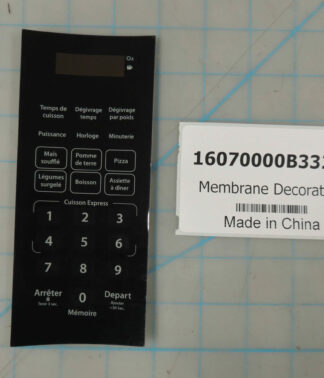 Oz
Temps de cuisson
Dégivrage temps
Dégivrage par poids
Puissance
Horloge
Minuterie
Maïs soufflé
Pomme de terre
Pizza
Légumes surgelé
Boisson
Assiette à dîner
Cuisson Express
1 2 3
4 5 6
7 8 9
Arrêter
0
Depart
Mémoire
16070000B33
Membrane Decorat
Made in China